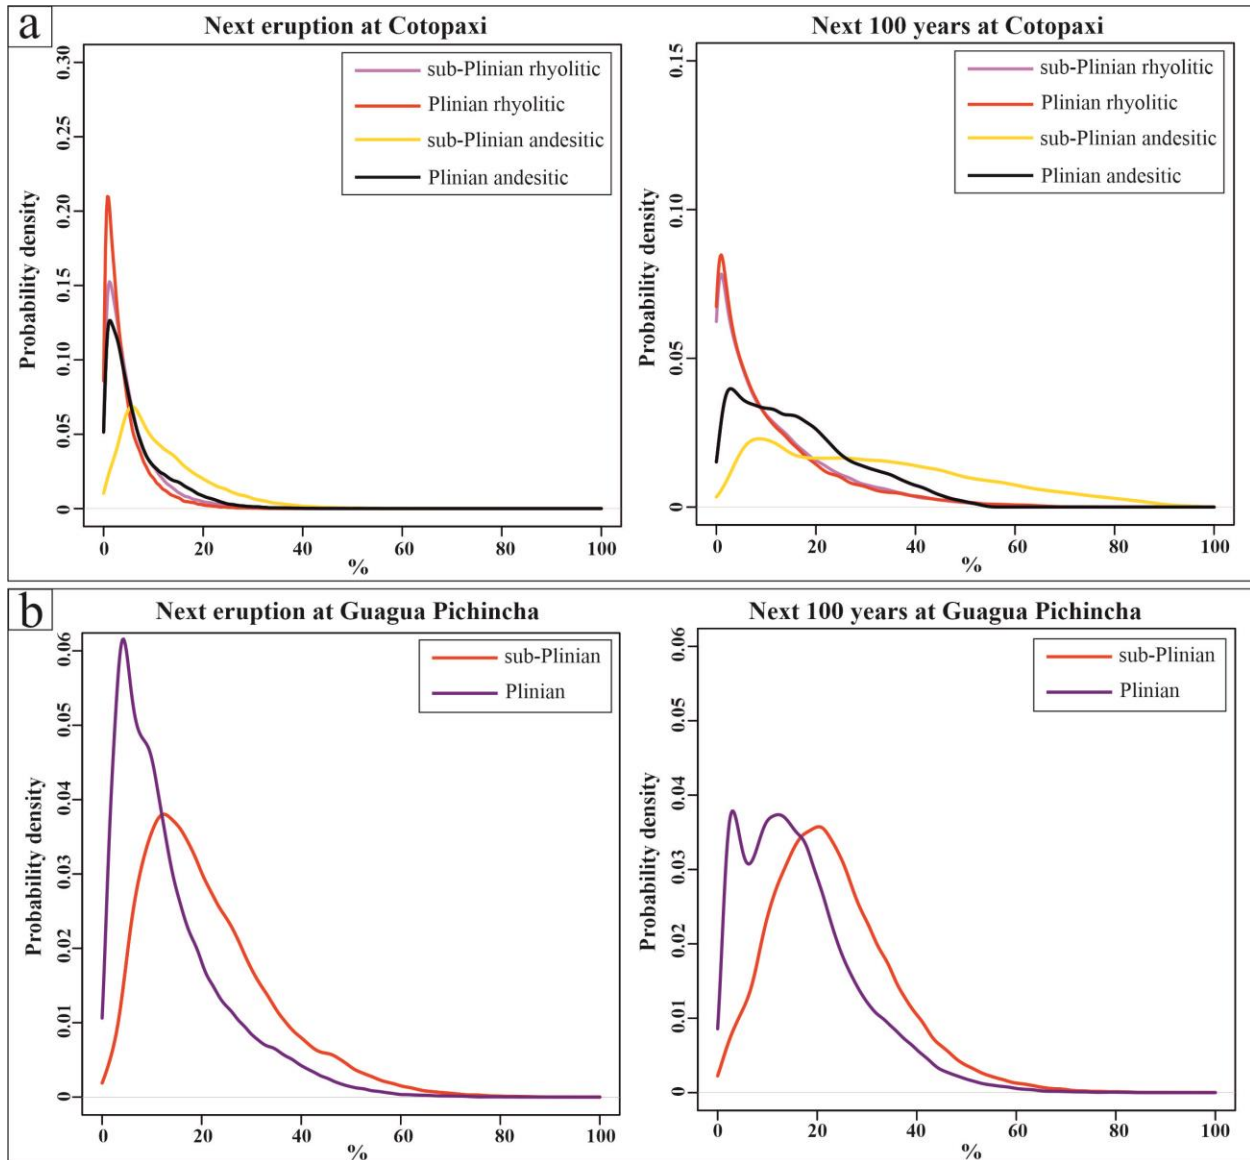 a
Next eruption at Cotopaxi
sub-Plinian rhyolitic
Plinian rhyolitic
sub-Plinian andesitic
Plinian andesitic
Probability density
0.30
0.25
0.20
0.15
0.10
0.05
0
0 20 40 60 80 100
%
Next 100 years at Cotopaxi
sub-Plinian rhyolitic
Plinian rhyolitic
sub-Plinian andesitic
Plinian andesitic
Probability density
0.15
0.10
0.05
0
0 20 40 60 80 100
%
b
Next eruption at Guagua Pichincha
sub-Plinian
Plinian
Probability density
0.06
0.05
0.04
0.03
0.02
0.01
0
0 20 40 60 80 100
%
Next 100 years at Guagua Pichincha
sub-Plinian
Plinian
Probability density
0.06
0.05
0.04
0.03
0.02
0.01
0
0 20 40 60 80 100
%